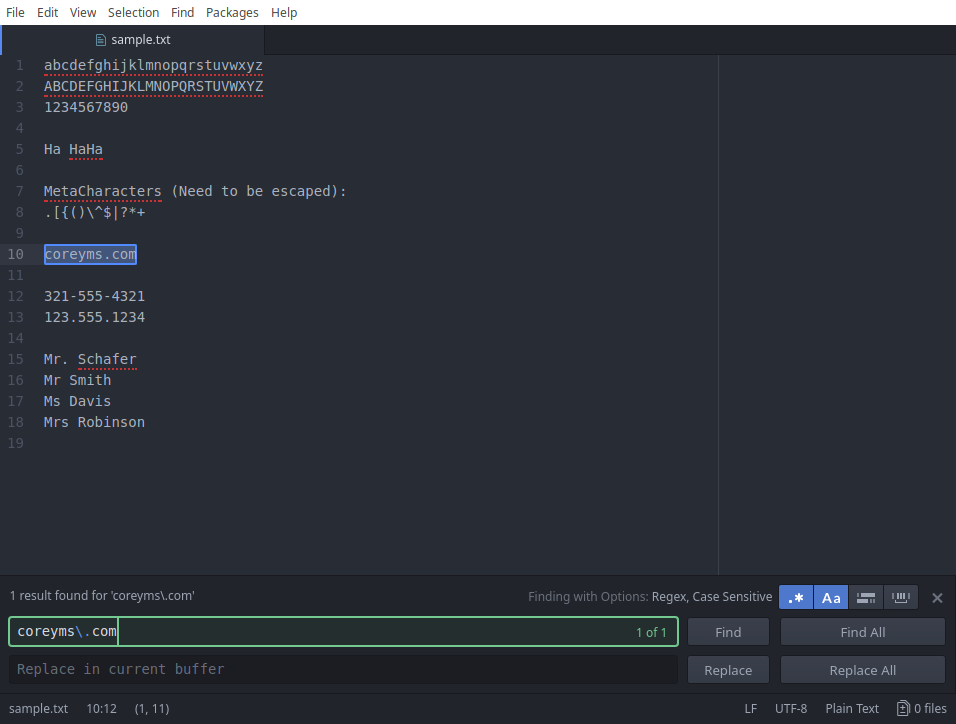 File Edit View Selection Find Packages Help
sample.txt
1 abcdefghijklmnopqrstuvwxyz
2 ABCDEFGHIJKLMNOPQRSTUVWXYZ
3 1234567890
4
5 Ha HaHa
6
7 MetaCharacters (Need to be escaped):
8 .[{()\^$|?*+
9
10 coreyms.com
11
12 321-555-4321
13 123.555.1234
14
15 Mr. Schafer
16 Mr Smith
17 Ms Davis
18 Mrs Robinson
19
1 result found for 'coreyms\.com' Finding with Options: Regex, Case Sensitive .* Aa
coreyms\.com 1 of 1 Find Find All
Replace in current buffer Replace Replace All
sample.txt 10:12 (1, 11) LF UTF-8 Plain Text 0 files